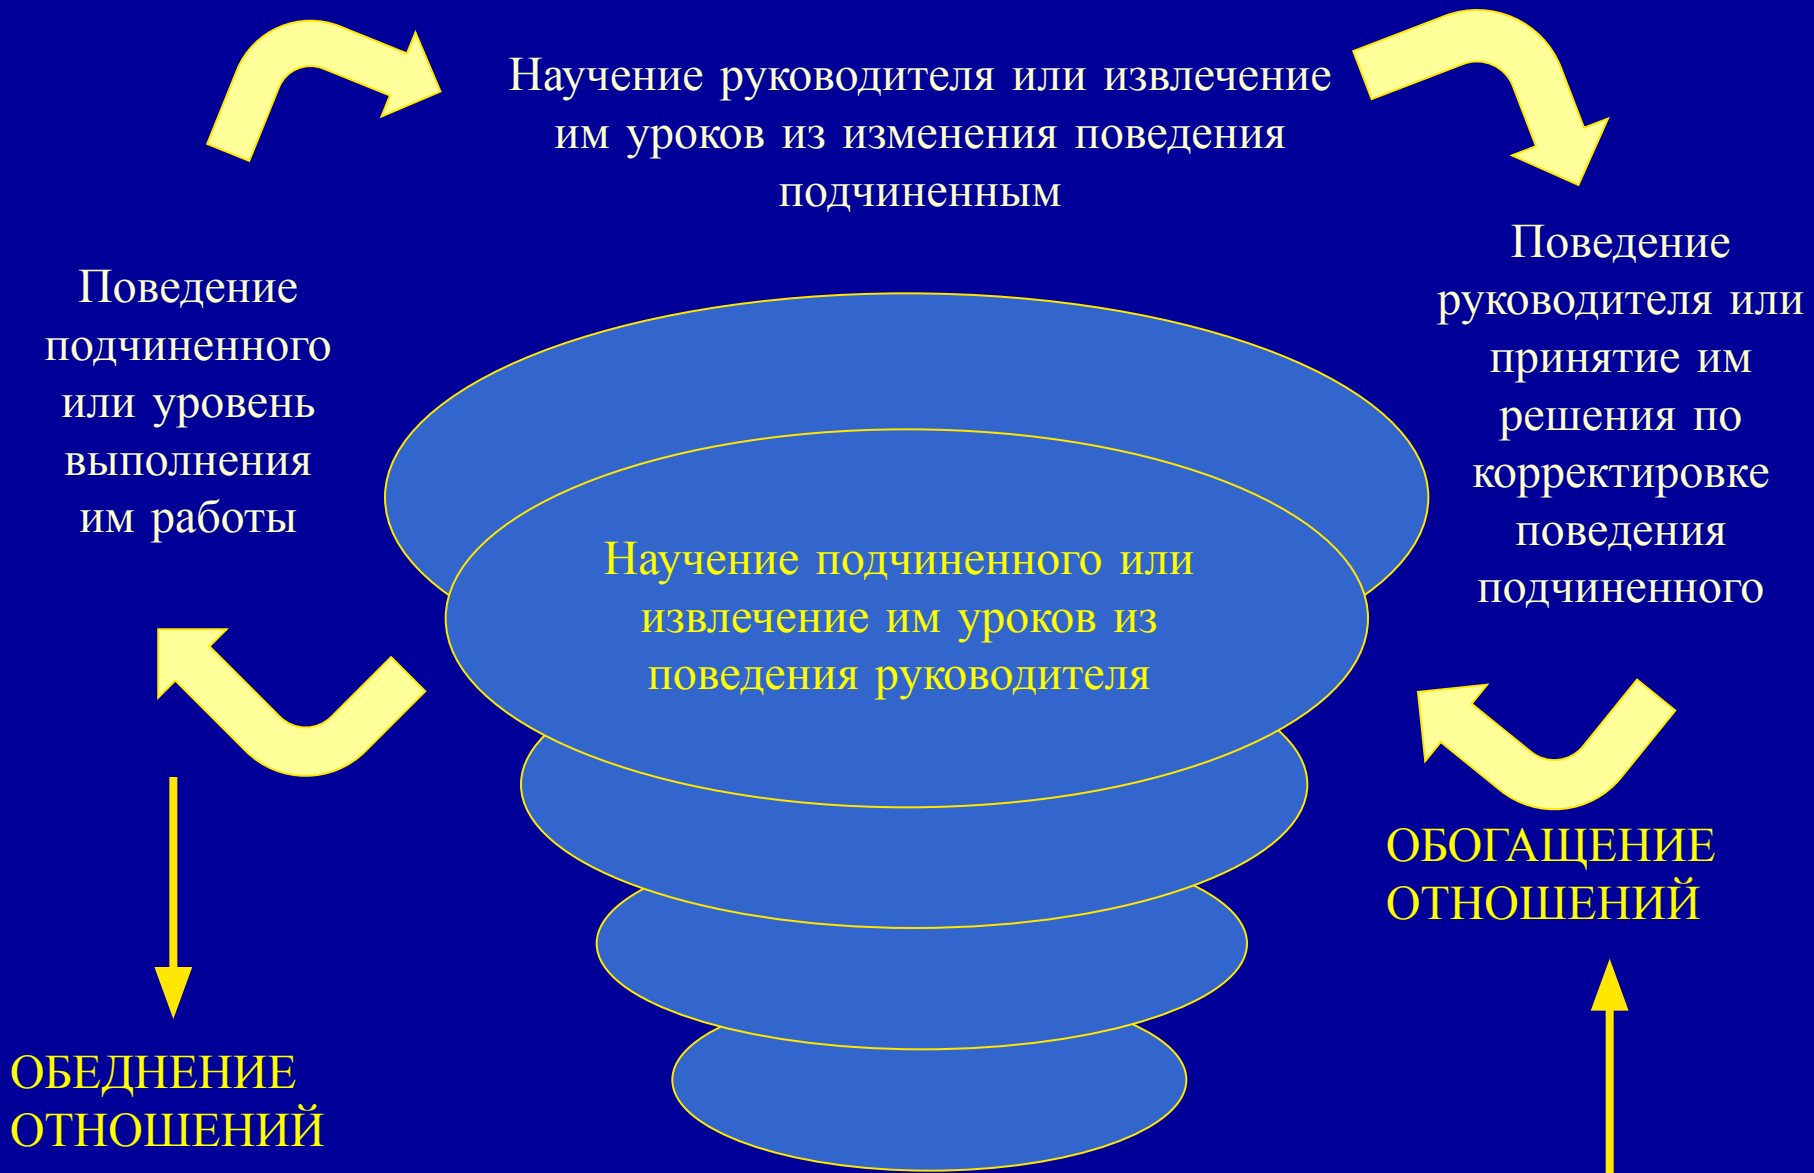 Научение руководителя или извлечение
им уроков из изменения поведения
подчиненным
Поведение
подчиненного
или уровень
выполнения
им работы
Поведение
руководителя или
принятие им
решения по
корректировке
поведения
подчиненного
Научение подчиненного или
извлечение им уроков из
поведения руководителя
ОБОГАЩЕНИЕ
ОТНОШЕНИЙ
ОБЕДНЕНИЕ
ОТНОШЕНИЙ